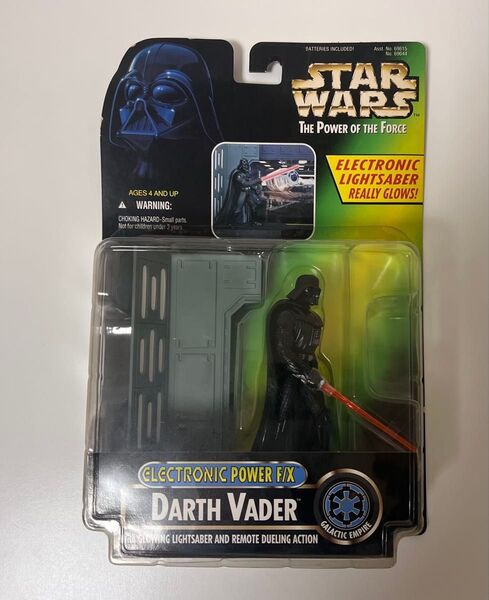 BATTERIES INCLUDED!
Asst. No. 69615
No. 69644
STAR
WARS
THE POWER OF THE FORCE
ELECTRONIC
LIGHTSABER
REALLY GLOWS!
AGES 4 AND UP
WARNING:
CHOKING HAZARD-Small parts.
Not for children under 3 years.
ELECTRONIC POWER F/X
DARTH VADER™
GLOWING LIGHTSABER AND REMOTE DUELING ACTION
GALACTIC EMPIRE